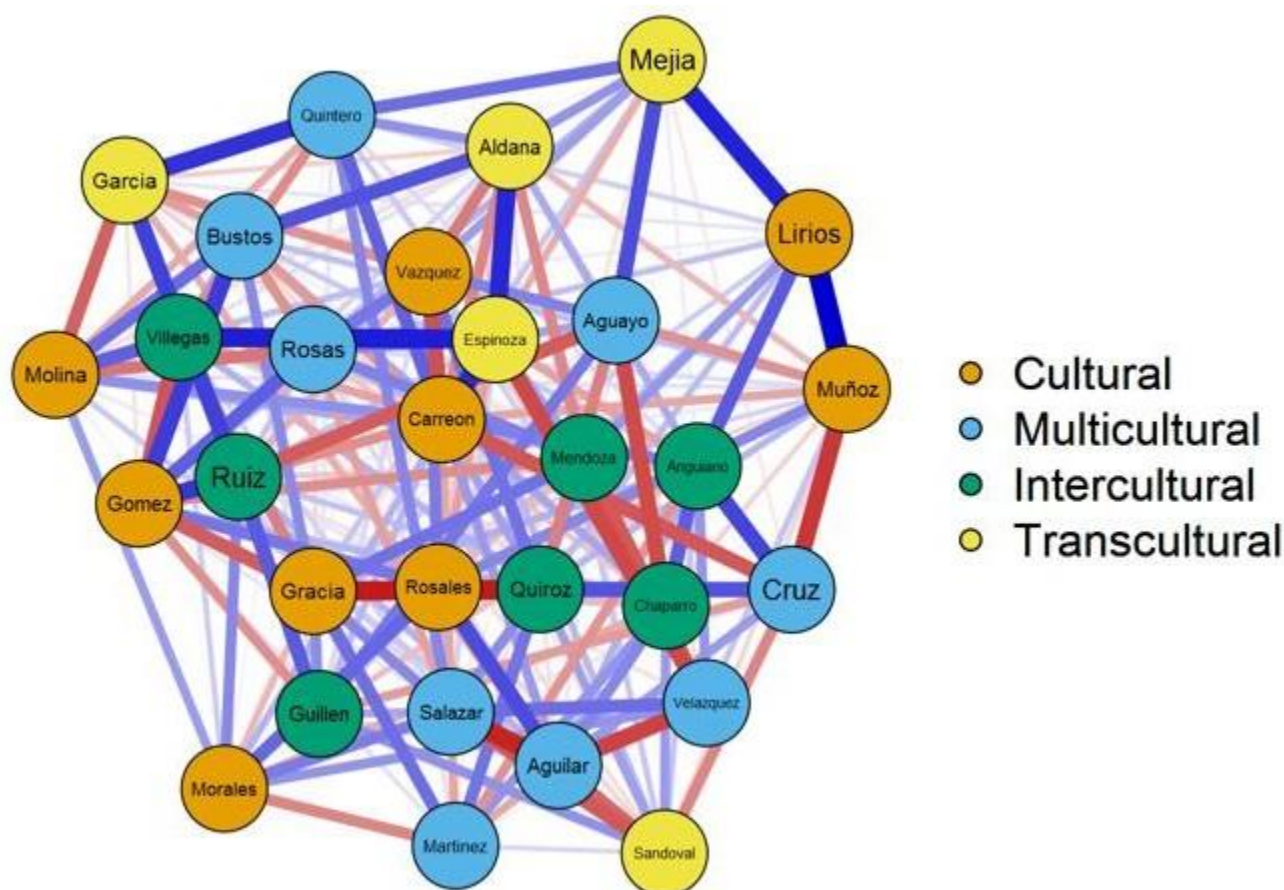 Mejia
Quintero
Aldana
Garcia
Bustos
Lirios
Vazquez
Aguayo
Villegas
Rosas
Espinoza
Molina
Muñoz
Carreon
Mendoza
Anguiano
Ruiz
Gomez
Gracia
Rosales
Quiroz
Chaparro
Cruz
Guillen
Salazar
Velazquez
Aguilar
Morales
Martinez
Sandoval
Cultural
Multicultural
Intercultural
Transcultural